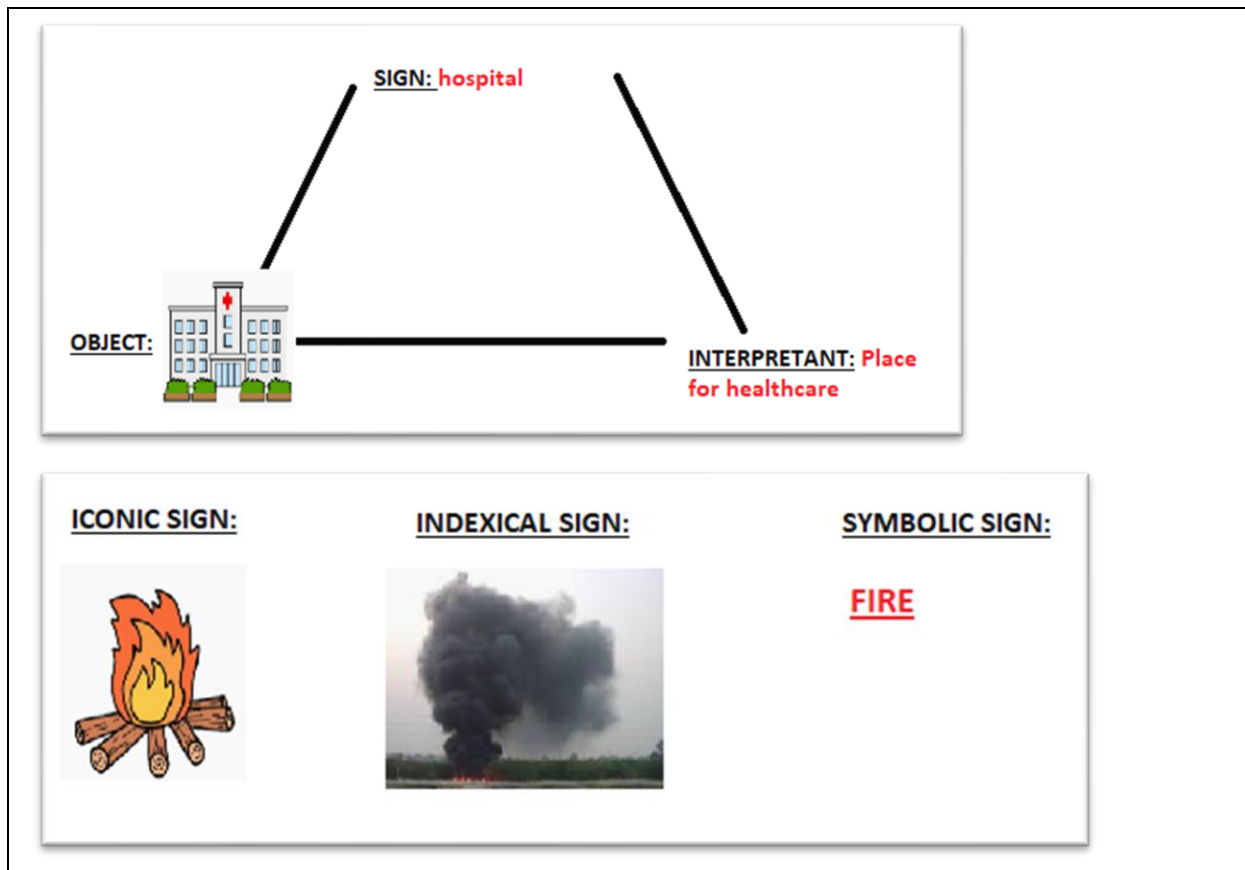 SIGN: hospital
OBJECT:
INTERPRETANT: Place
for healthcare
ICONIC SIGN:
INDEXICAL SIGN:
SYMBOLIC SIGN:
FIRE